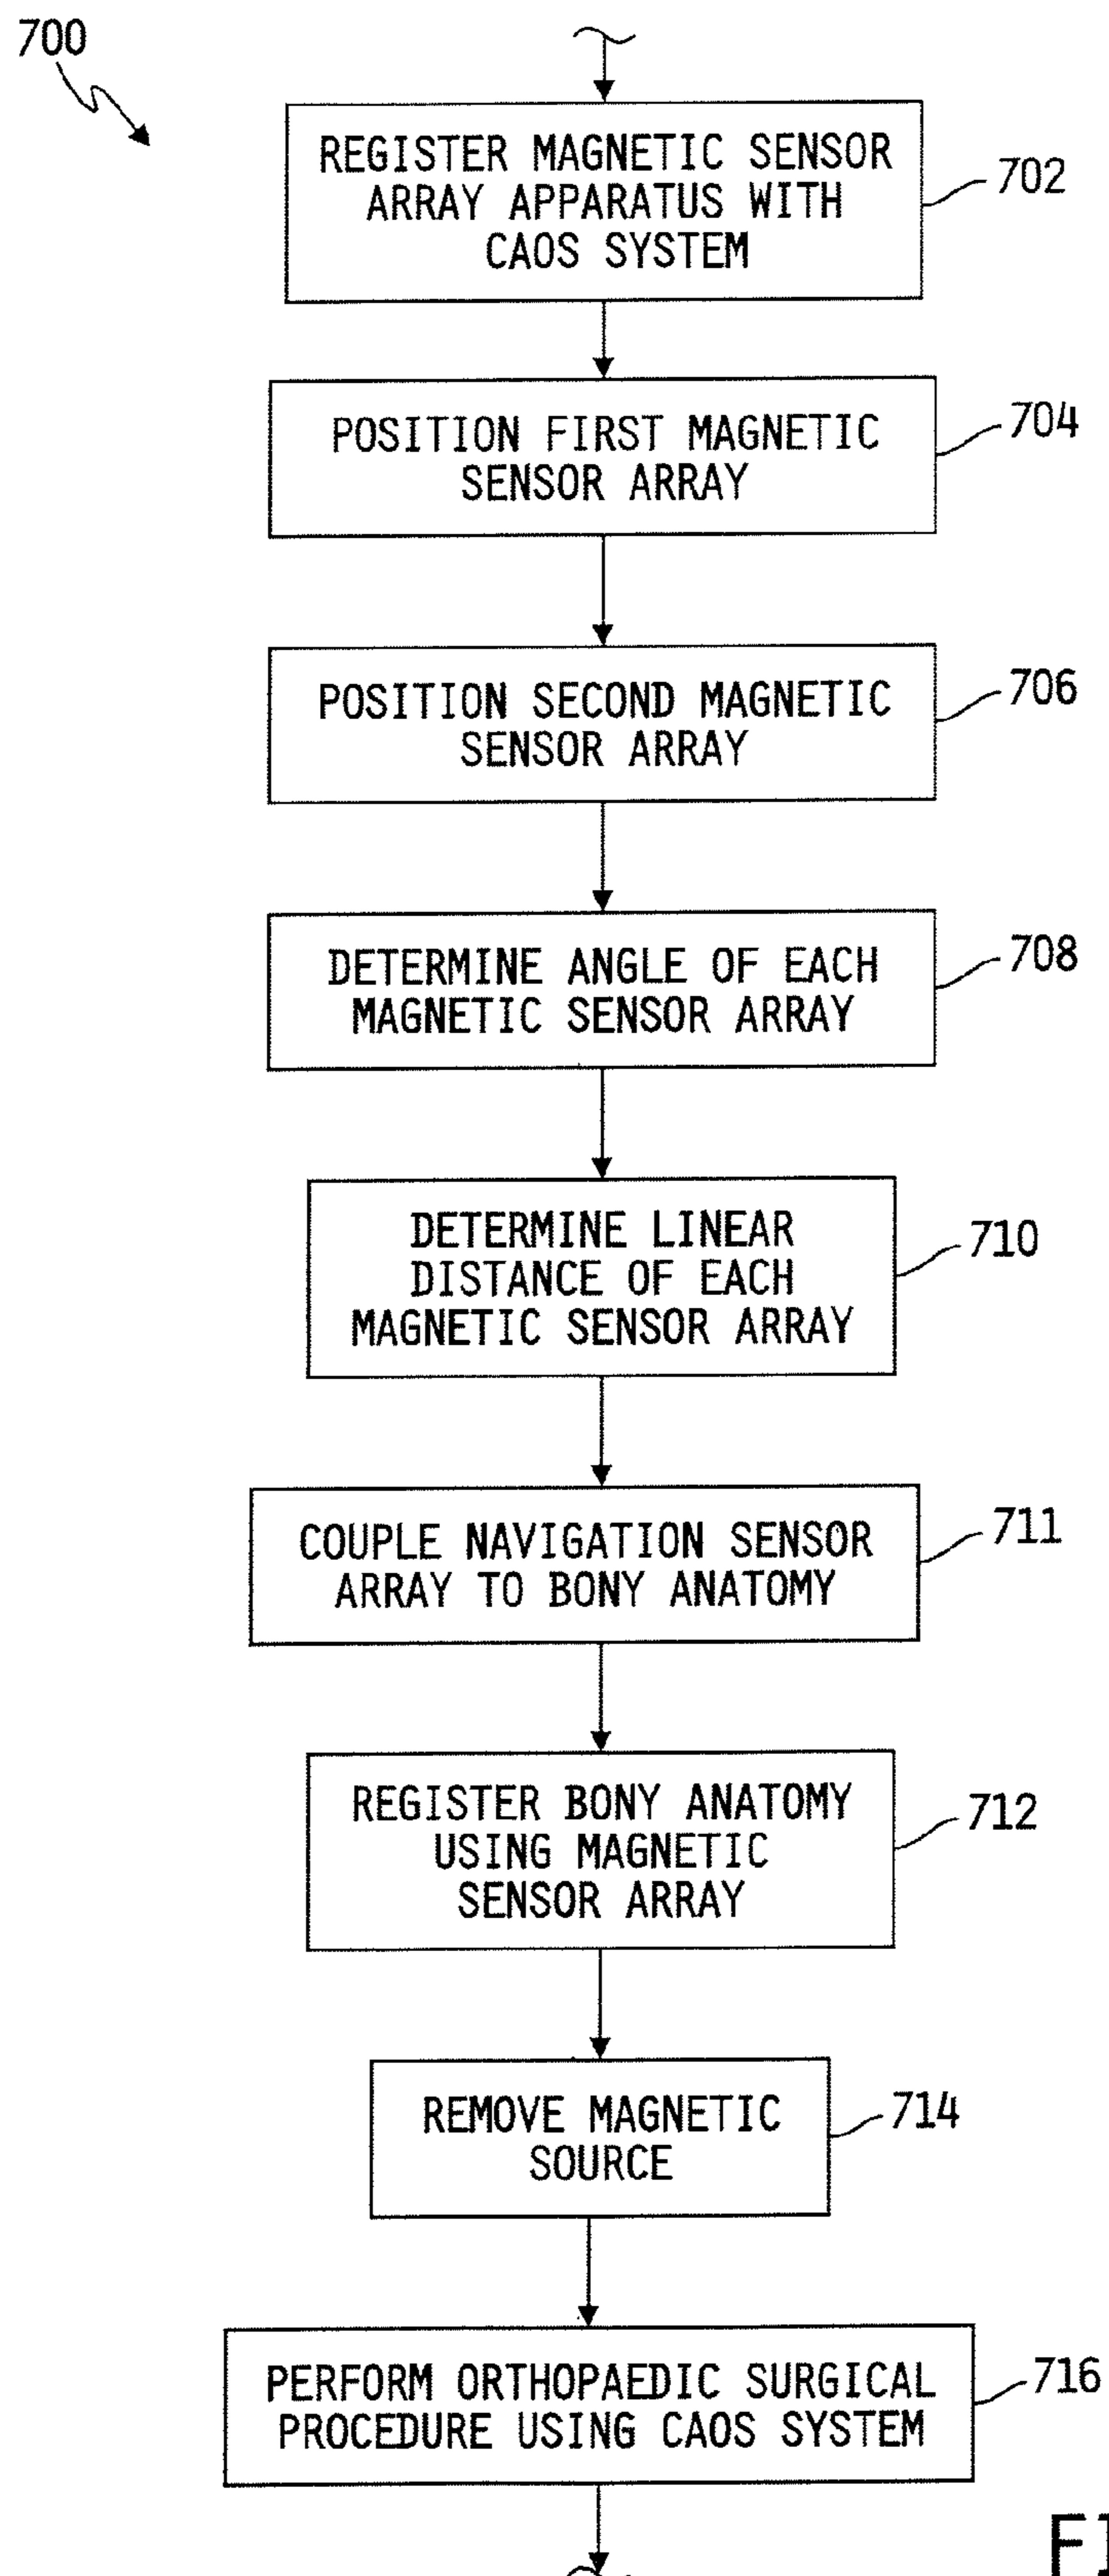 700
REGISTER MAGNETIC SENSOR
ARRAY APPARATUS WITH
CAOS SYSTEM
702
POSITION FIRST MAGNETIC
SENSOR ARRAY
704
POSITION SECOND MAGNETIC
SENSOR ARRAY
706
DETERMINE ANGLE OF EACH
MAGNETIC SENSOR ARRAY
708
DETERMINE LINEAR
DISTANCE OF EACH
MAGNETIC SENSOR ARRAY
710
COUPLE NAVIGATION SENSOR
ARRAY TO BONY ANATOMY
711
REGISTER BONY ANATOMY
USING MAGNETIC
SENSOR ARRAY
712
REMOVE MAGNETIC
SOURCE
714
PERFORM ORTHOPAEDIC SURGICAL
PROCEDURE USING CAOS SYSTEM
716